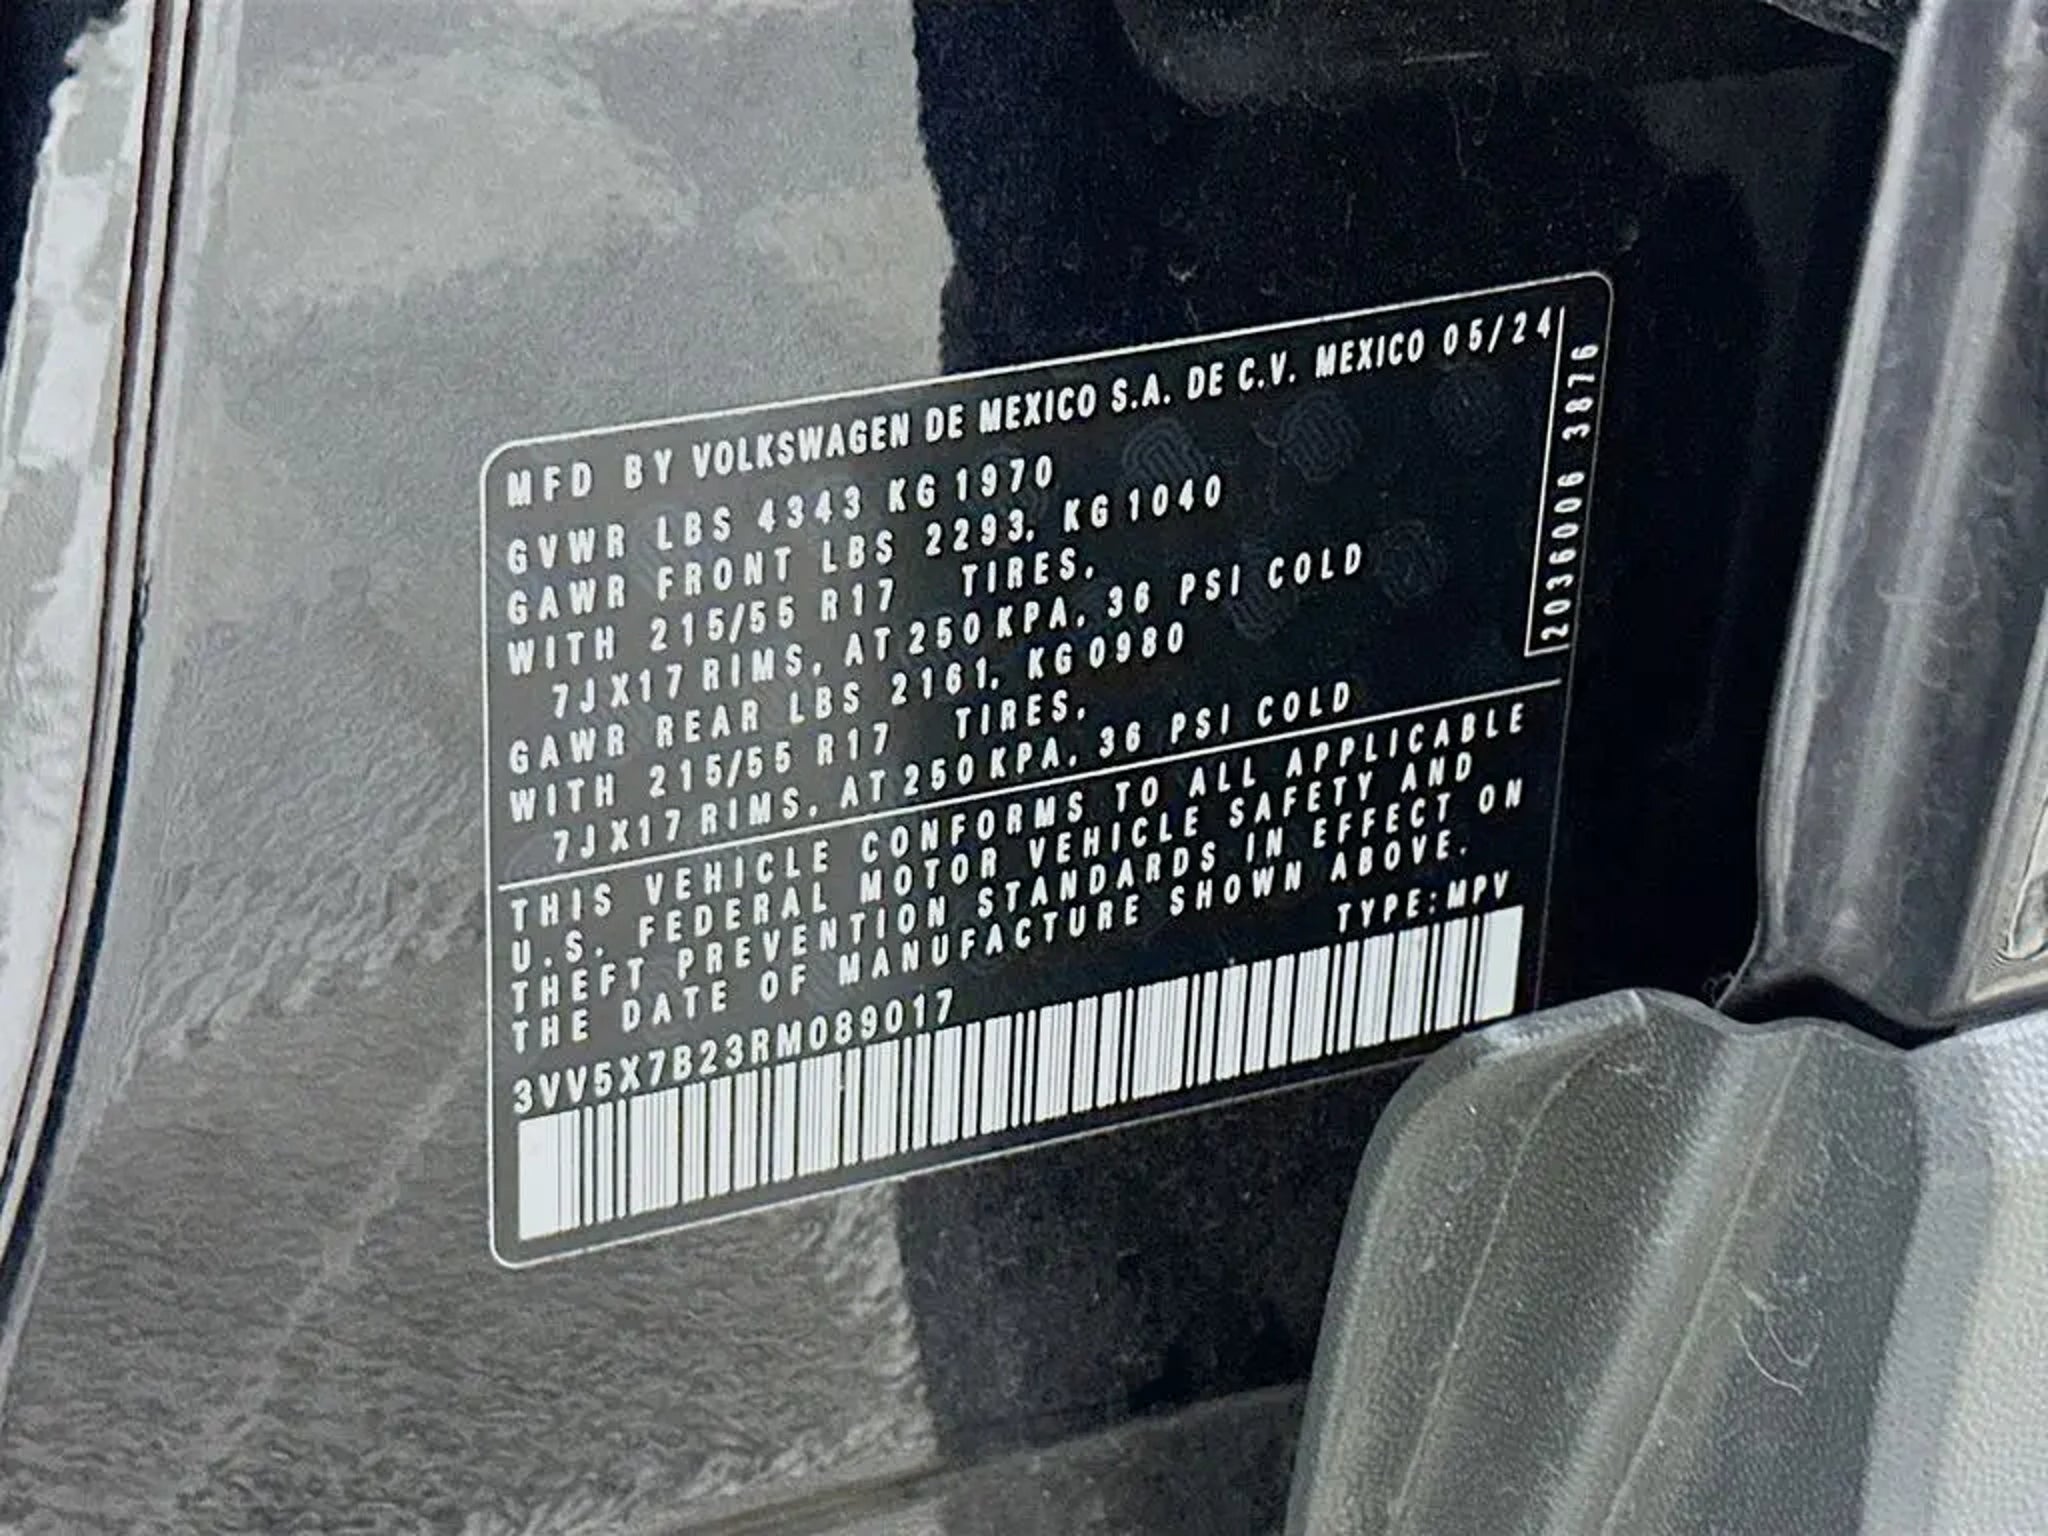 MFD BY VOLKSWAGEN DE MEXICO S.A. DE C.V. MEXICO 05/24
GVWR LBS 4343 KG 1970
GAWR FRONT LBS 2293, KG 1040
WITH 215/55 R17 TIRES,
7JX17 RIMS, AT 250 KPA, 36 PSI COLD
GAWR REAR LBS 2161, KG 0980
WITH 215/55 R17 TIRES,
7JX17 RIMS, AT 250 KPA, 36 PSI COLD
2036006 3876
THIS VEHICLE CONFORMS TO ALL APPLICABLE
U.S. FEDERAL MOTOR VEHICLE SAFETY AND
THEFT PREVENTION STANDARDS IN EFFECT ON
THE DATE OF MANUFACTURE SHOWN ABOVE.
3VV5X7B23RM089017 TYPE: MPV